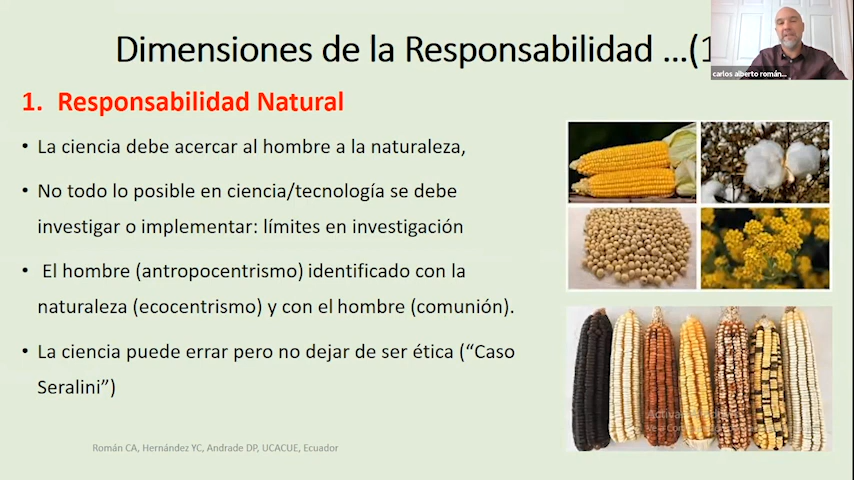 Dimensiones de la Responsabilidad ...(1
carlos alberto román...
1. Responsabilidad Natural
• La ciencia debe acercar al hombre a la naturaleza,
• No todo lo posible en ciencia/tecnología se debe
investigar o implementar: límites en investigación
• El hombre (antropocentrismo) identificado con la
naturaleza (ecocentrismo) y con el hombre (comunión).
• La ciencia puede errar pero no dejar de ser ética (“Caso
Seralini”)
Román CA, Hernández YC, Andrade DP, UCACUE, Ecuador